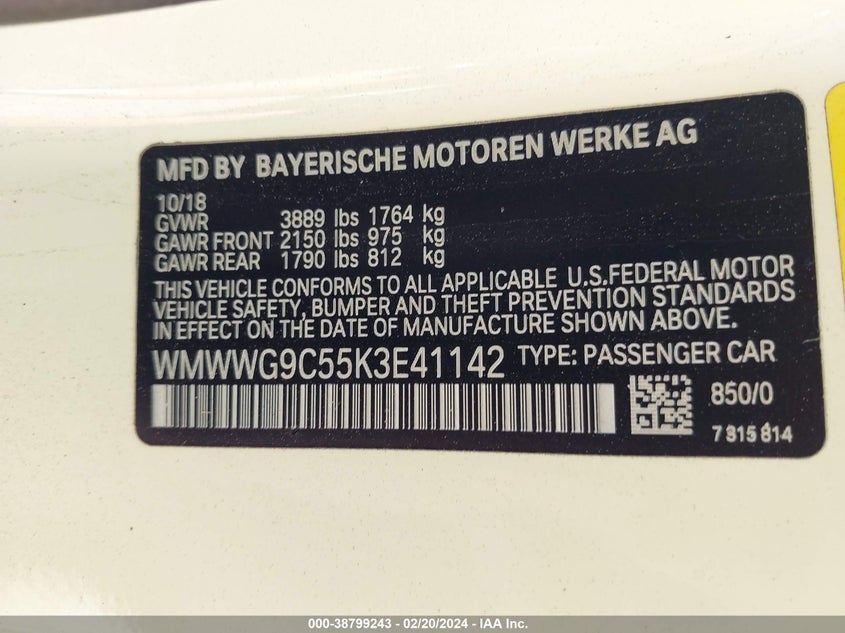 MFD BY BAYERISCHE MOTOREN WERKE AG
10/18
GVWR 3889 lbs 1764 kg
GAWR FRONT 2150 lbs 975 kg
GAWR REAR 1790 lbs 812 kg
THIS VEHICLE CONFORMS TO ALL APPLICABLE U.S.FEDERAL MOTOR
VEHICLE SAFETY, BUMPER AND THEFT PREVENTION STANDARDS
IN EFFECT ON THE DATE OF MANUFACTURE SHOWN ABOVE.
WMWWG9C55K3E41142 TYPE: PASSENGER CAR
850/0
7315814
000-38799243 - 02/20/2024 - IAA Inc.